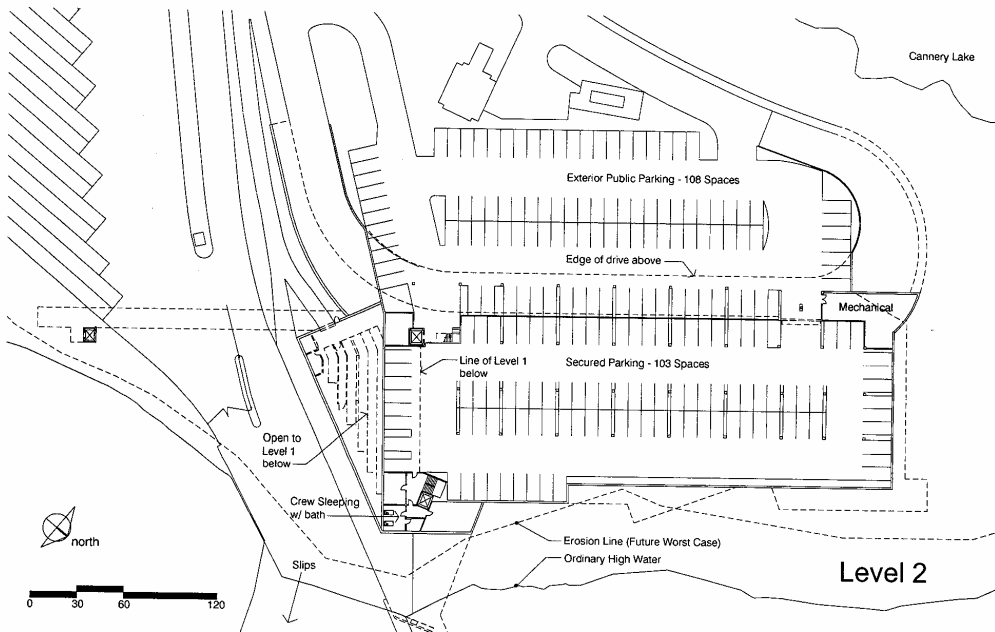 Cannery Lake
Exterior Public Parking - 108 Spaces
Edge of drive above
Mechanical
Line of Level 1
below
Secured Parking - 103 Spaces
Open to
Level 1
below
Crew Sleeping
w/ bath
north
Erosion Line (Future Worst Case)
Ordinary High Water
Slips
Level 2
0 30 60 120